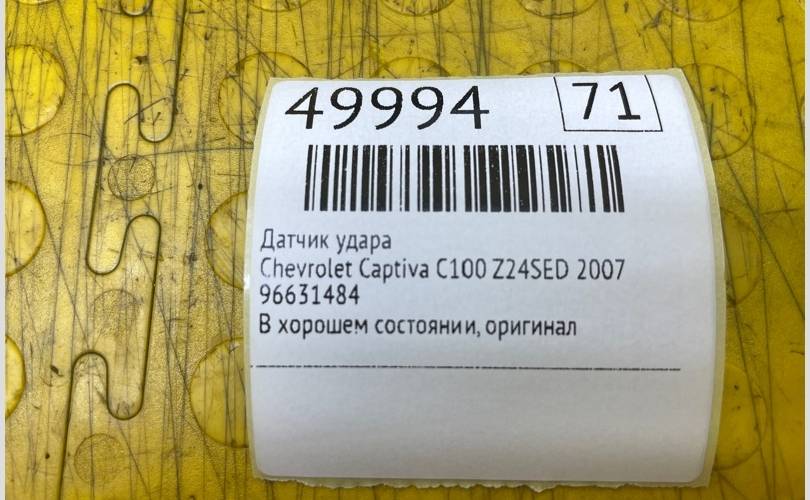 49994 71
Датчик удара
Chevrolet Captiva C100 Z24SED 2007
96631484
В хорошем состоянии, оригинал